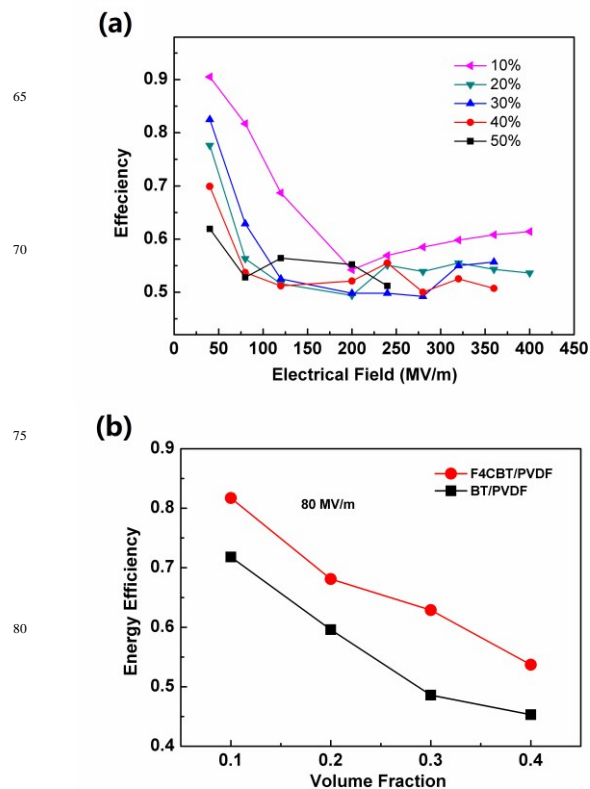 (a)
65
70
75
80
0.9
0.8
0.7
0.6
0.5
Effeciency
10%
20%
30%
40%
50%
0 50 100 150 200 250 300 350 400 450
Electrical Field (MV/m)
(b)
0.9
0.8
0.7
0.6
0.5
0.4
Energy Efficiency
80 MV/m
F4CBT/PVDF
BT/PVDF
0.1 0.2 0.3 0.4
Volume Fraction